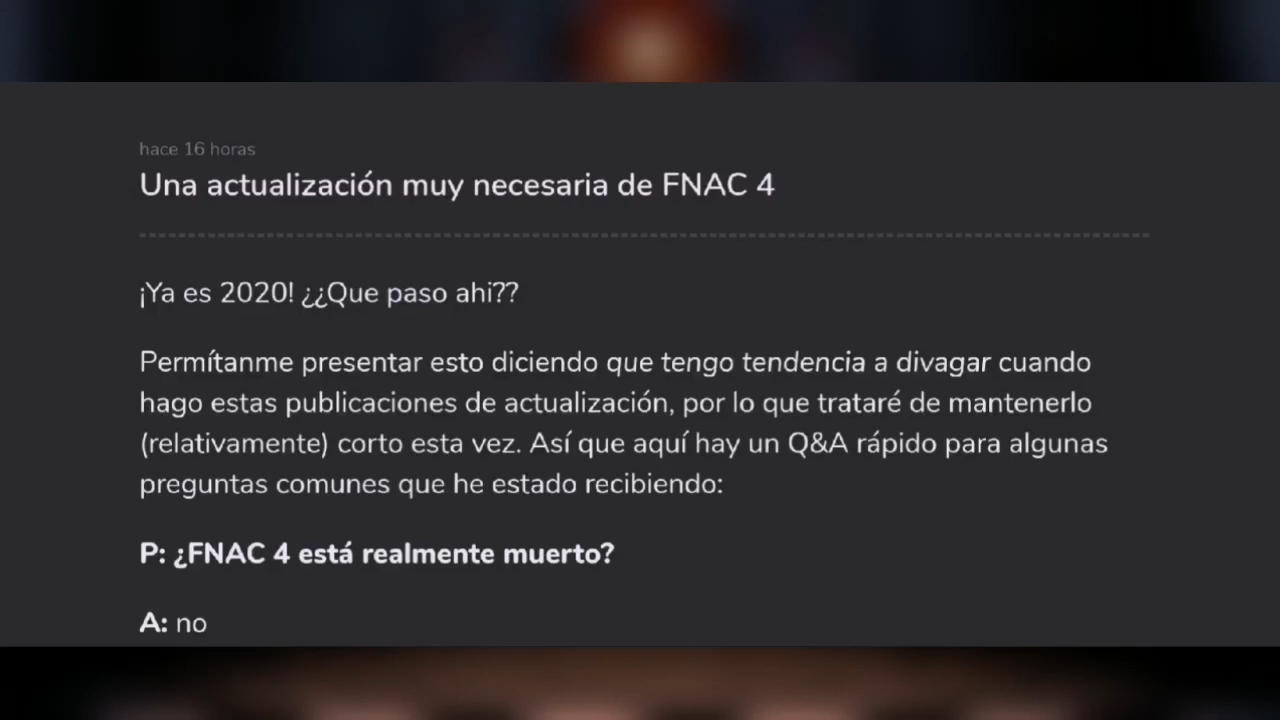 hace 16 horas
Una actualización muy necesaria de FNAC 4
¡Ya es 2020! ¿¿Que paso ahi??
Permítanme presentar esto diciendo que tengo tendencia a divagar cuando
hago estas publicaciones de actualización, por lo que trataré de mantenerlo
(relativamente) corto esta vez. Así que aquí hay un Q&A rápido para algunas
preguntas comunes que he estado recibiendo:
P: ¿FNAC 4 está realmente muerto?
A: no